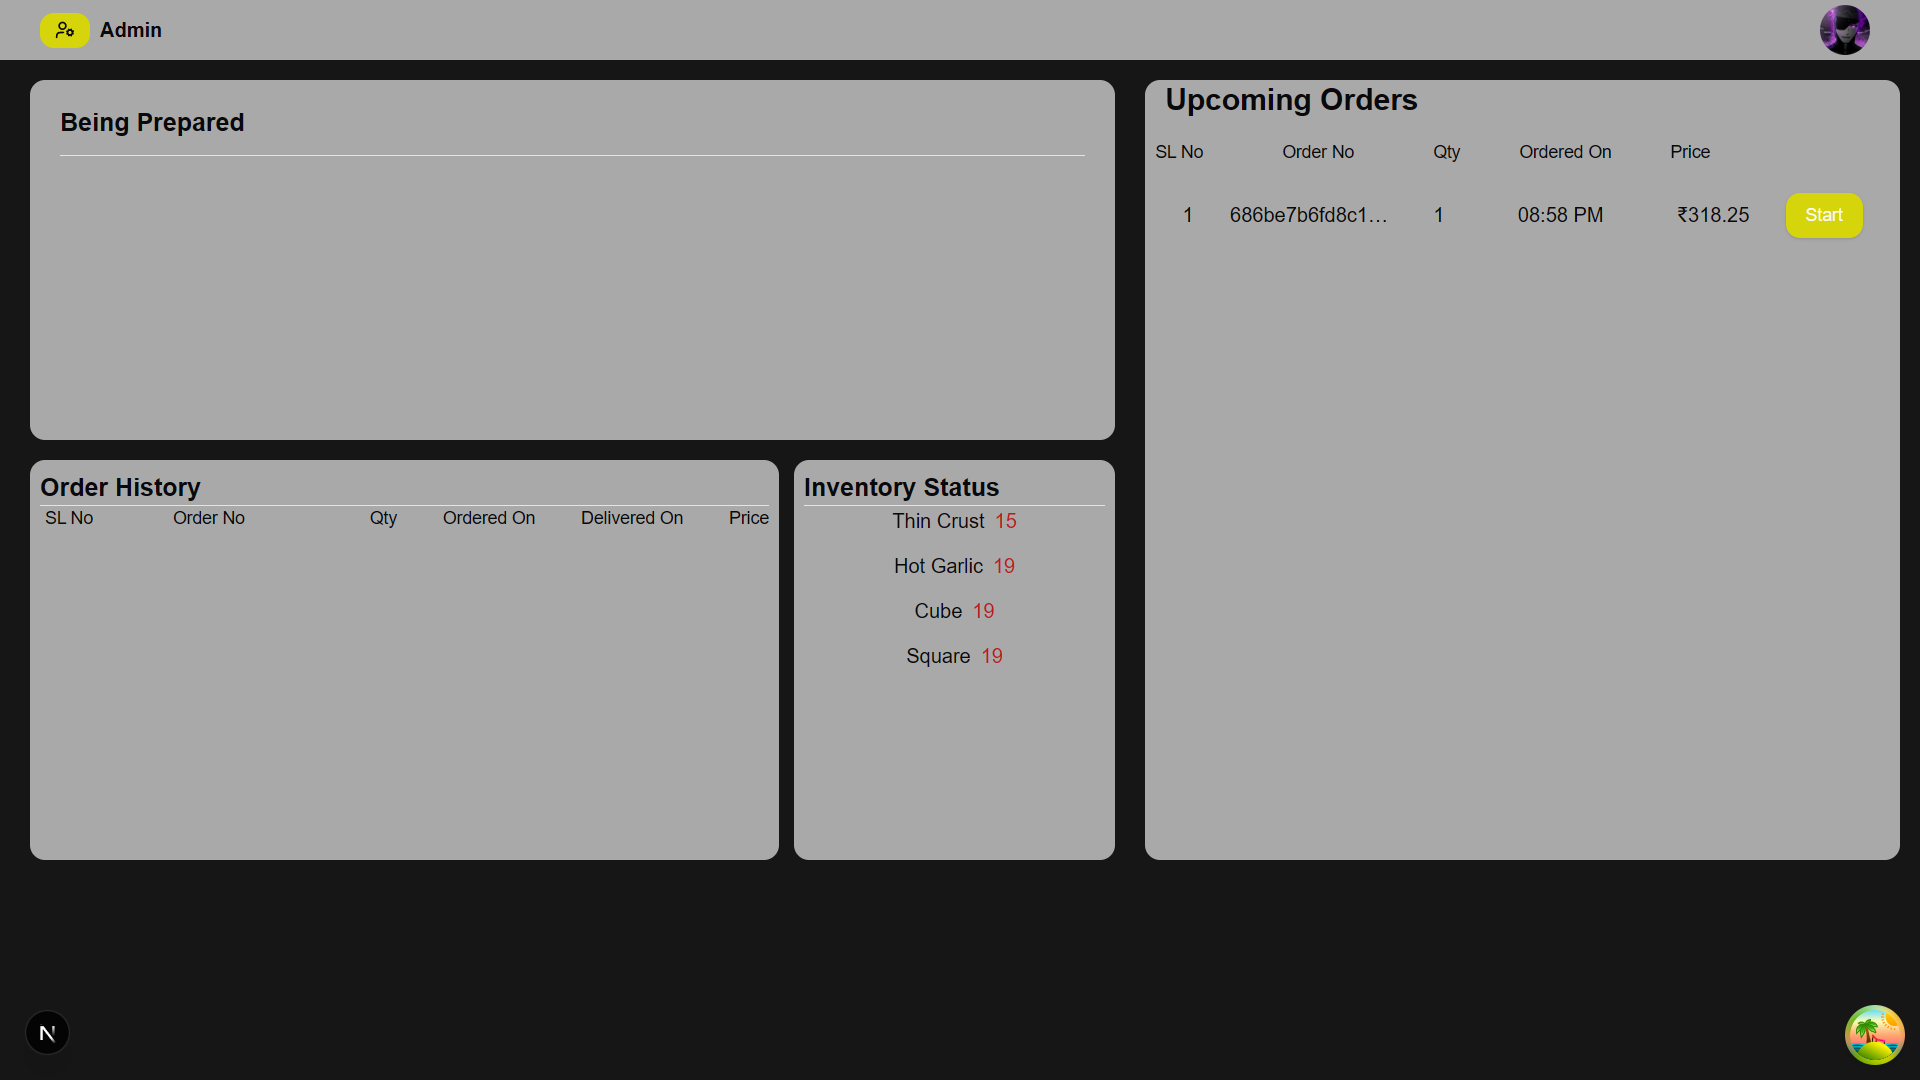 Admin
Being Prepared
Upcoming Orders
SL No Order No Qty Ordered On Price
1 686be7b6fd8c1... 1 08:58 PM ₹318.25 Start
Order History
SL No Order No Qty Ordered On Delivered On Price
Inventory Status
Thin Crust 15
Hot Garlic 19
Cube 19
Square 19
N